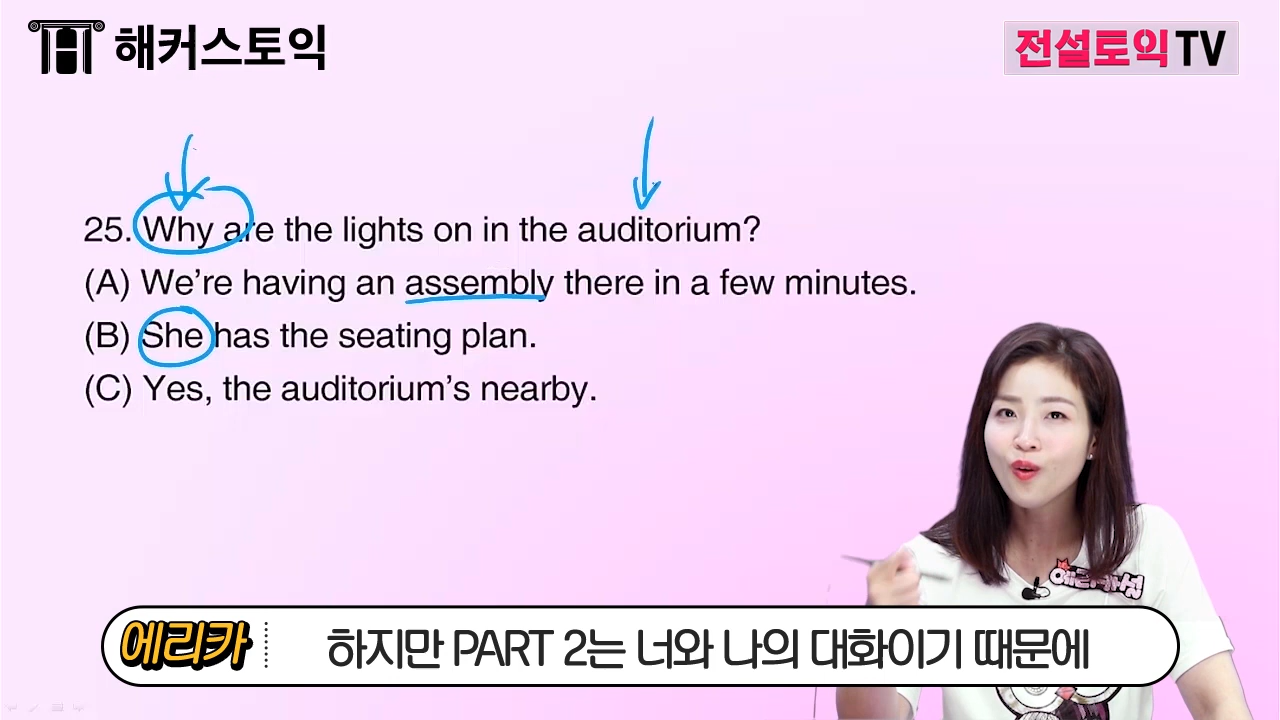 해커스토익
전설토익TV
25. Why are the lights on in the auditorium?
(A) We’re having an assembly there in a few minutes.
(B) She has the seating plan.
(C) Yes, the auditorium’s nearby.
에리카
하지만 PART 2는 너와 나의 대화이기 때문에